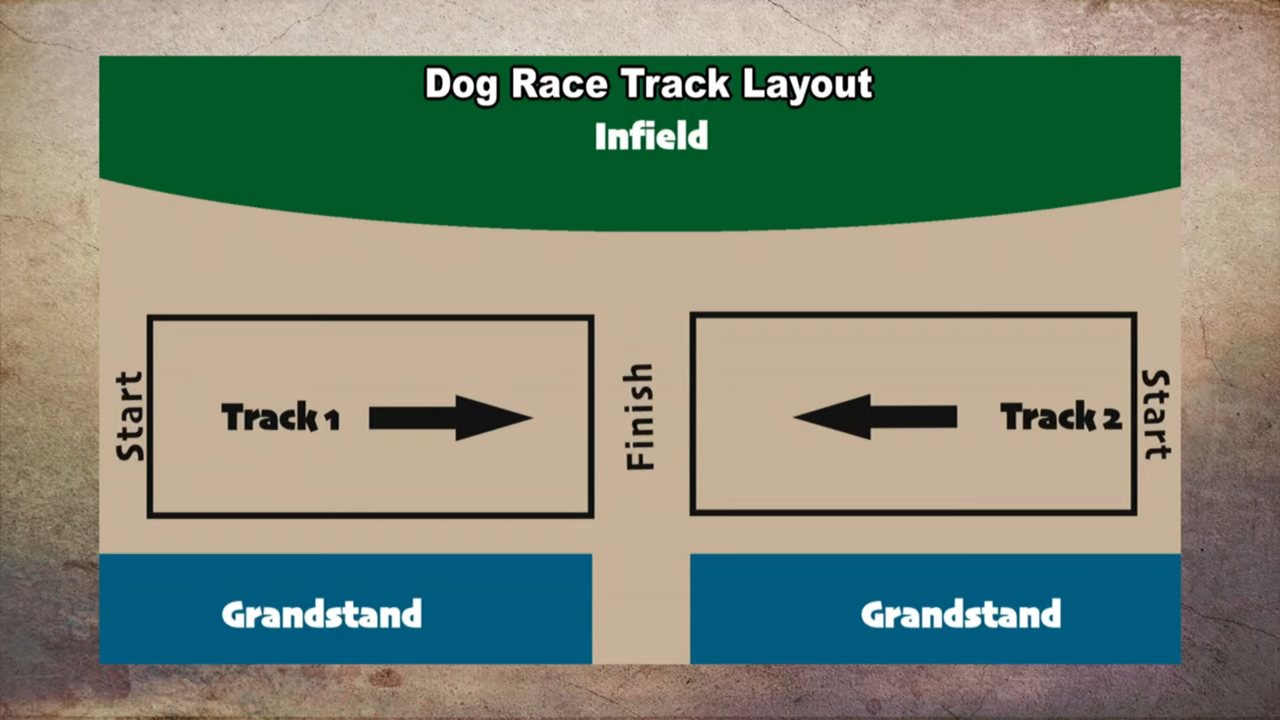 Dog Race Track Layout
Infield
Start
Track 1
Finish
Track 2
Start
Grandstand
Grandstand